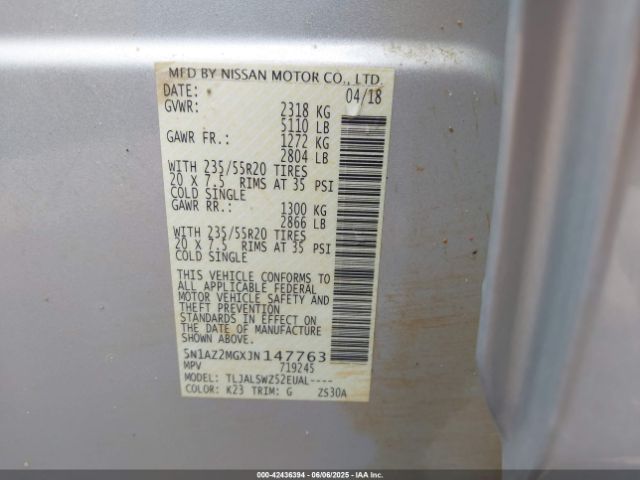 MFD BY NISSAN MOTOR CO., LTD.
DATE: 04/18
GVWR: 2318 KG
5110 LB
GAWR FR.: 1272 KG
2804 LB
WITH 235/55R20 TIRES
20 X 7.5 RIMS AT 35 PSI
COLD SINGLE
GAWR RR.: 1300 KG
2866 LB
WITH 235/55R20 TIRES
20 X 7.5 RIMS AT 35 PSI
COLD SINGLE
THIS VEHICLE CONFORMS TO
ALL APPLICABLE FEDERAL
MOTOR VEHICLE SAFETY AND
THEFT PREVENTION
STANDARDS IN EFFECT ON
THE DATE OF MANUFACTURE
SHOWN ABOVE.
5N1AZ2MGXJN147763
MPV 719245
MODEL: TLJALSWZ52EUAL----
COLOR: K23 TRIM: G ZS30A
000-42436394 - 06/06/2025 - IAAI.COM